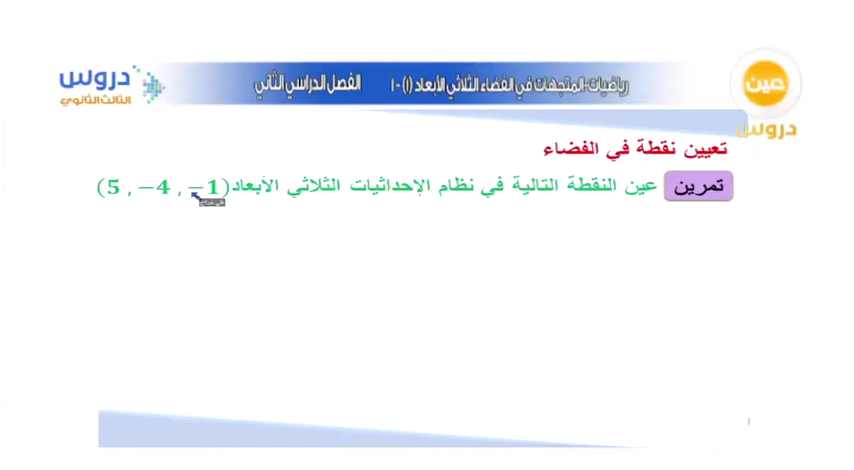 دروس
الثالث الثانوي
رياضيات-المتجهات في الفضاء الثلاثي الأبعاد (١) - ١ الفصل الدراسي الثاني
عين
دروس
تعيين نقطة في الفضاء
تمرين عين النقطة التالية في نظام الإحداثيات الثلاثي الأبعاد (5 , −4 , −1)